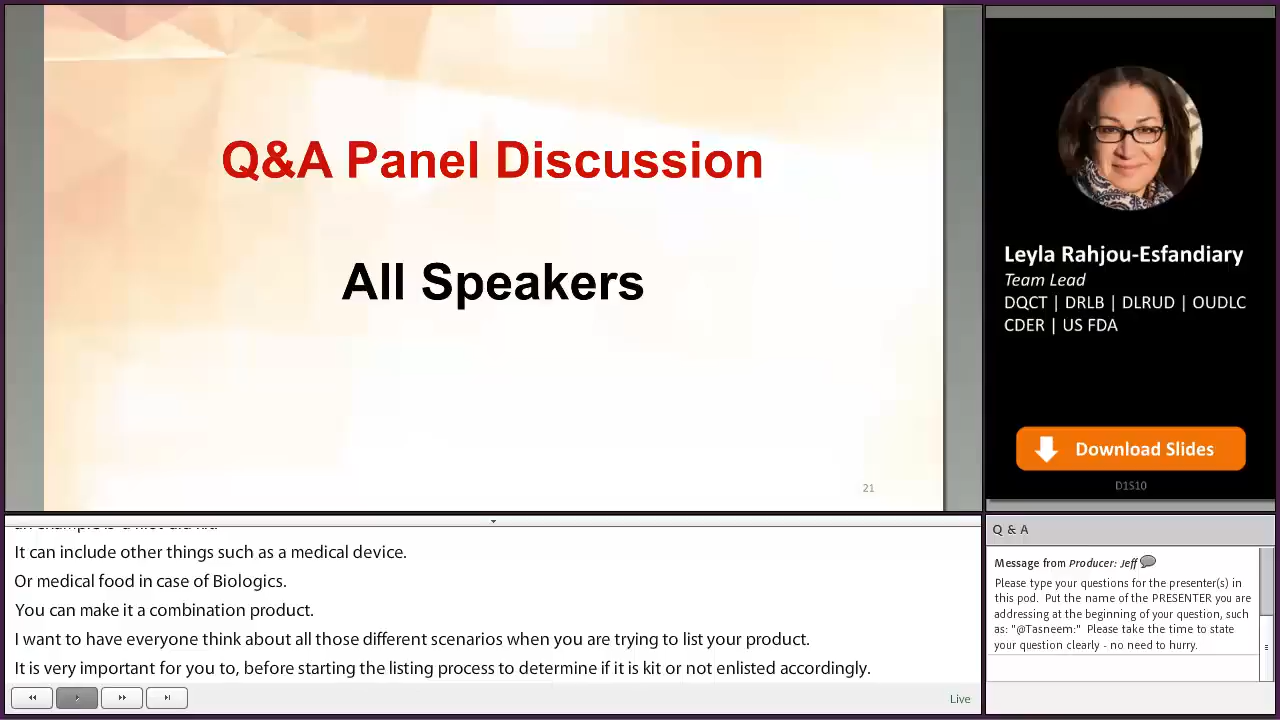 Q&A Panel Discussion
All Speakers
21
Leyla Rahjou-Esfandiary
Team Lead
DQCT | DRLB | DLRUD | OUDLC
CDER | US FDA
Download Slides
D1S10
It can include other things such as a medical device.
Or medical food in case of Biologics.
You can make it a combination product.
I want to have everyone think about all those different scenarios when you are trying to list your product.
It is very important for you to, before starting the listing process to determine if it is kit or not enlisted accordingly.
Live
Q & A
Message from Producer: Jeff
Please type your questions for the presenter(s) in
this pod. Put the name of the PRESENTER you are
addressing at the beginning of your question, such
as: "@Tasneem:" Please take the time to state
your question clearly - no need to hurry.